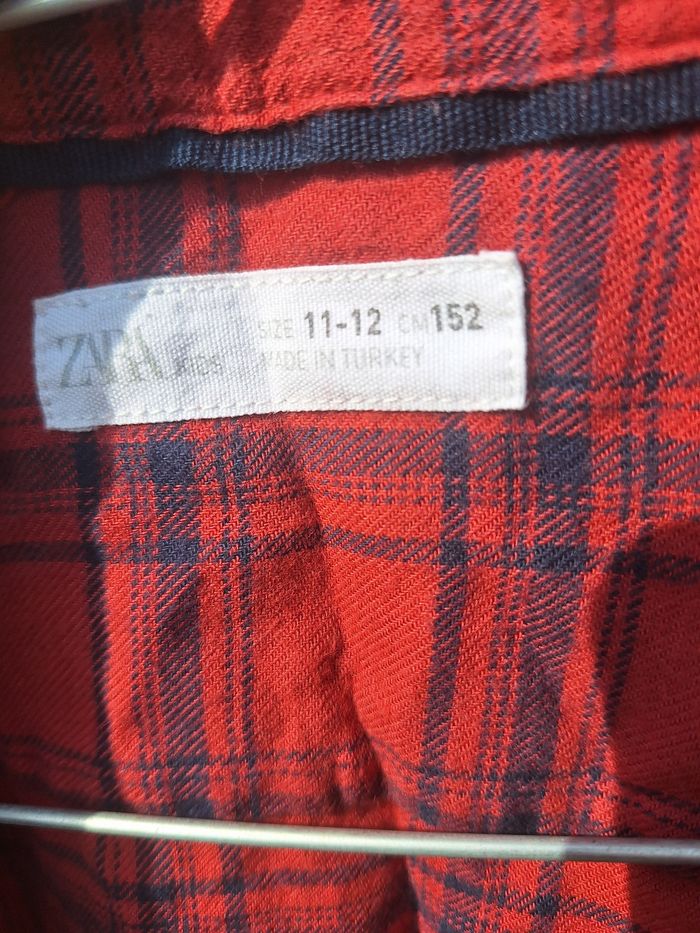 ZARA KIDS SIZE 11-12 CM 152
MADE IN TURKEY